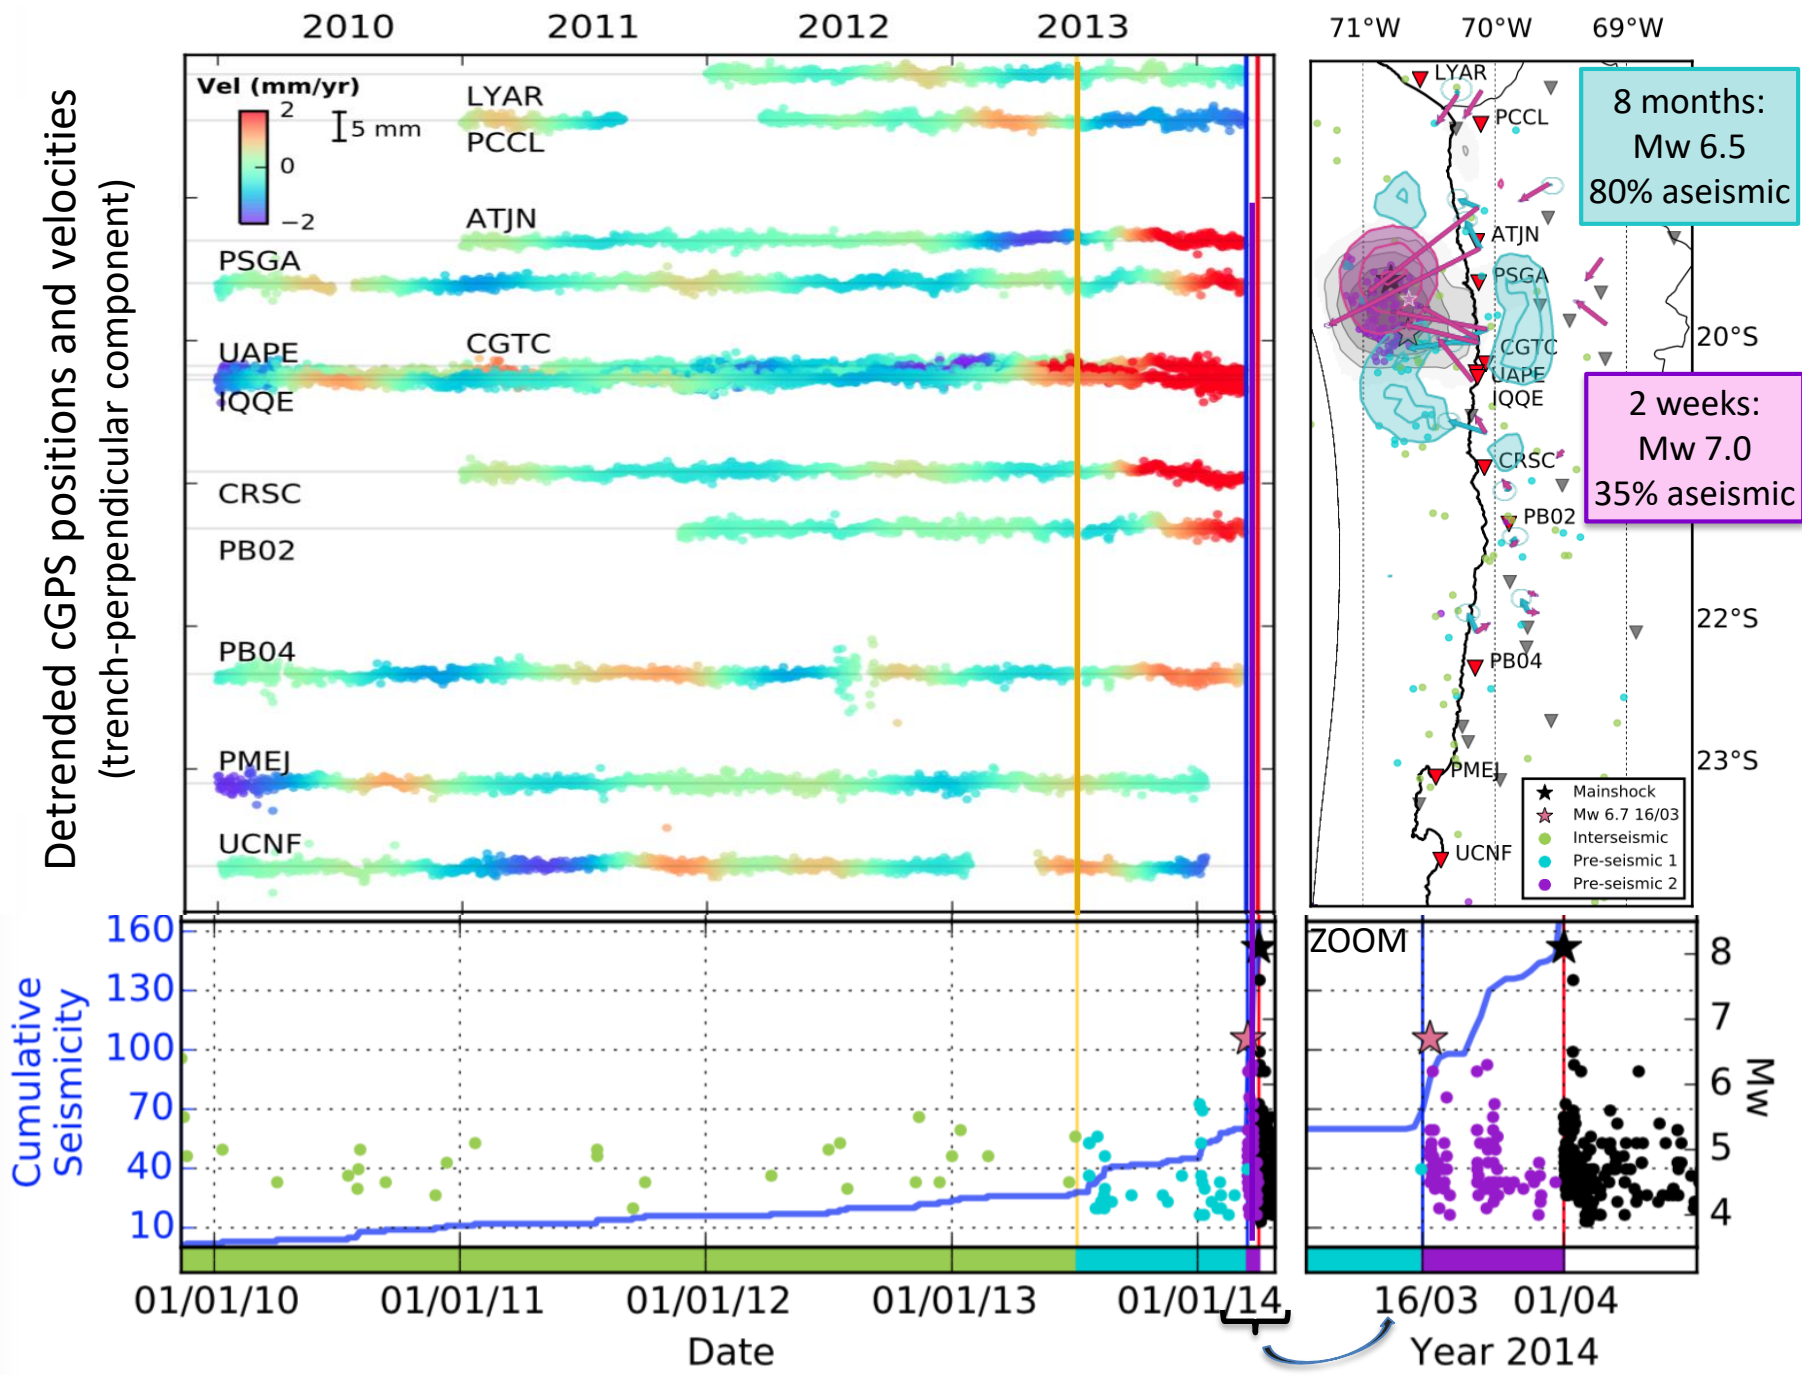 2010 2011 2012 2013
71°W 70°W 69°W
Detrended cGPS positions and velocities
(trench-perpendicular component)
Vel (mm/yr)
2
0
−2
5 mm
LYAR
PCCL
ATJN
PSGA
CGTC
UAPE
IQQE
CRSC
PB02
PB04
PMEJ
UCNF
LYAR
PCCL
ATJN
PSGA
CGTC
UAPE
IQQE
CRSC
PB02
PB04
PMEJ
UCNF
8 months:
Mw 6.5
80% aseismic
20°S
2 weeks:
Mw 7.0
35% aseismic
22°S
23°S
Mainshock
Mw 6.7 16/03
Interseismic
Pre-seismic 1
Pre-seismic 2
Cumulative
Seismicity
160
130
100
70
40
10
ZOOM
8
7
6
5
4
Mw
01/01/10 01/01/11 01/01/12 01/01/13 01/01/14
Date
16/03 01/04
Year 2014